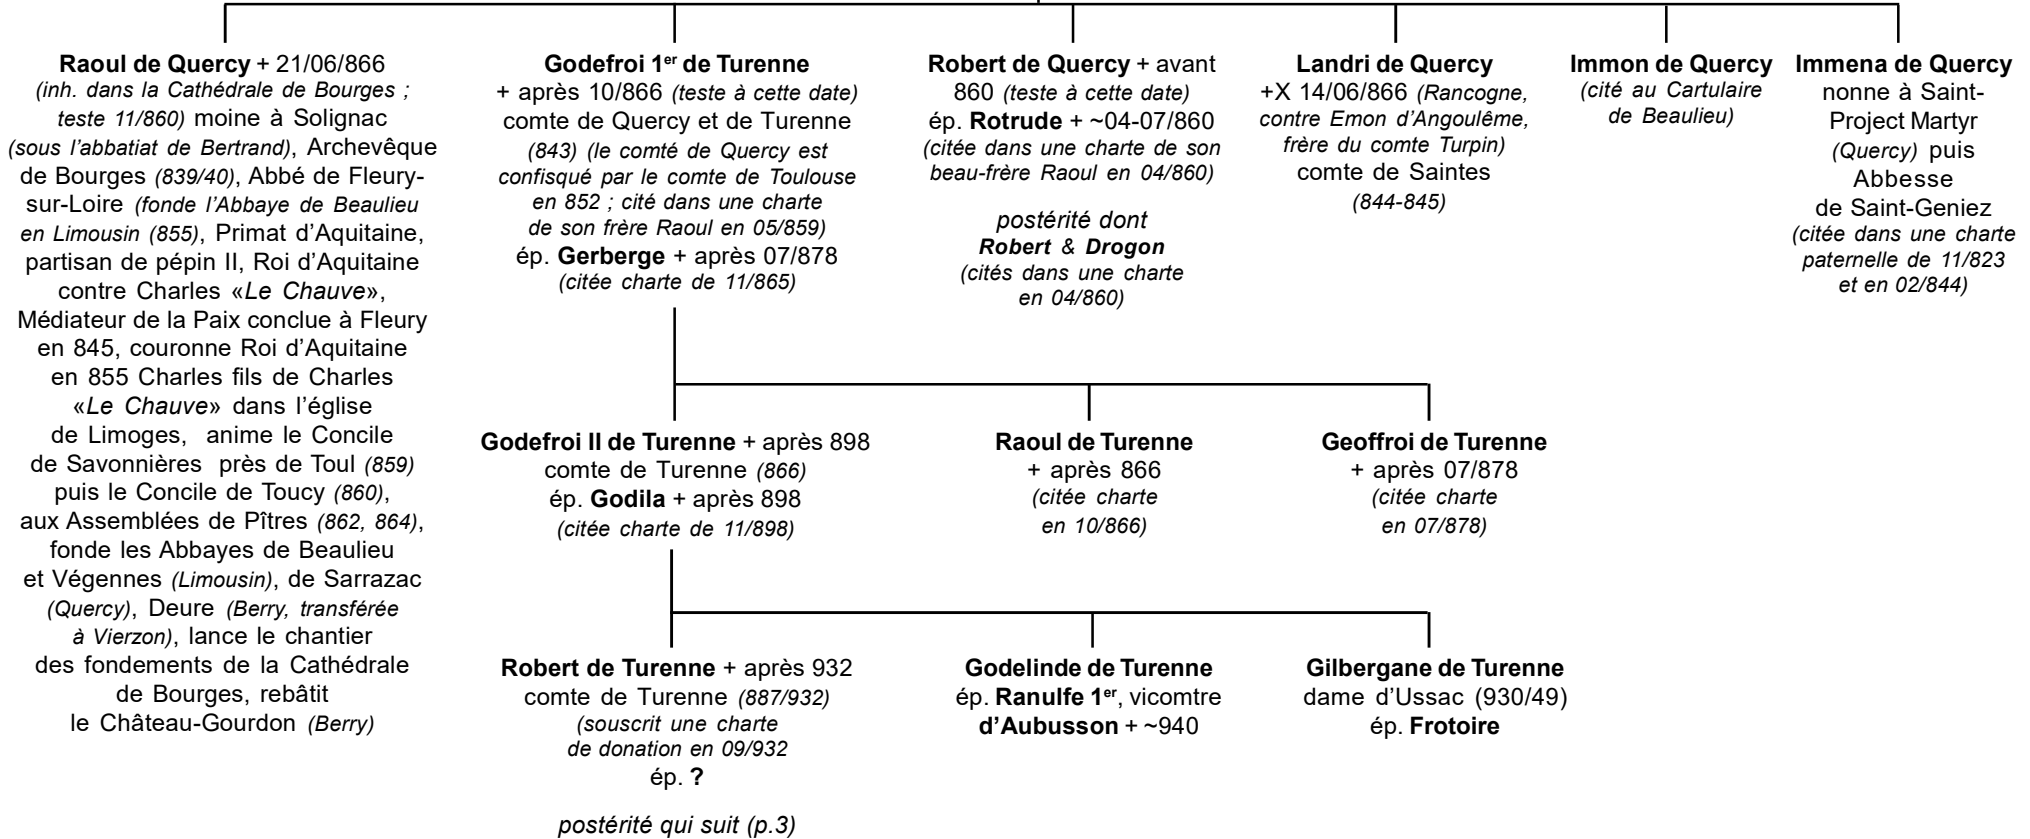 Raoul de Quercy + 21/06/866
(inh. dans la Cathédrale de Bourges ;
teste 11/860) moine à Solignac
(sous l'abbatiat de Bertrand), Archevêque
de Bourges (839/40), Abbé de Fleury-
sur-Loire (fonde l'Abbaye de Beaulieu
en Limousin (855), Primat d'Aquitaine,
partisan de pépin II, Roi d'Aquitaine
contre Charles «Le Chauve»,
Médiateur de la Paix conclue à Fleury
en 845, couronne Roi d'Aquitaine
en 855 Charles fils de Charles
«Le Chauve» dans l'église
de Limoges, anime le Concile
de Savonnières près de Toul (859)
puis le Concile de Toucy (860),
aux Assemblées de Pîtres (862, 864),
fonde les Abbayes de Beaulieu
et Végennes (Limousin), de Sarrazac
(Quercy), Deure (Berry, transférée
à Vierzon), lance le chantier
des fondements de la Cathédrale
de Bourges, rebâtit
le Château-Gourdon (Berry)
Godefroi 1er de Turenne
+ après 10/866 (teste à cette date)
comte de Quercy et de Turenne
(843) (le comté de Quercy est
confisqué par le comte de Toulouse
en 852 ; cité dans une charte
de son frère Raoul en 05/859)
ép. Gerberge + après 07/878
(citée charte de 11/865)
Robert de Quercy + avant
860 (teste à cette date)
ép. Rotrude + ~04-07/860
(citée dans une charte de son
beau-frère Raoul en 04/860)
postérité dont
Robert & Drogon
(cités dans une charte
en 04/860)
Landri de Quercy
+X 14/06/866 (Rancogne,
contre Emon d'Angoulême,
frère du comte Turpin)
comte de Saintes
(844-845)
Immon de Quercy
(cité au Cartulaire
de Beaulieu)
Immena de Quercy
nonne à Saint-
Project Martyr
(Quercy) puis
Abbesse
de Saint-Geniez
(citée dans une charte
paternelle de 11/823
et en 02/844)
Godefroi II de Turenne + après 898
comte de Turenne (866)
ép. Godila + après 898
(citée charte de 11/898)
Raoul de Turenne
+ après 866
(citée charte
en 10/866)
Geoffroi de Turenne
+ après 07/878
(citée charte
en 07/878)
Robert de Turenne + après 932
comte de Turenne (887/932)
(souscrit une charte
de donation en 09/932
ép. ?
postérité qui suit (p.3)
Godelinde de Turenne
ép. Ranulfe 1er, vicomtre
d'Aubusson + ~940
Gilbergane de Turenne
dame d'Ussac (930/49)
ép. Frotoire